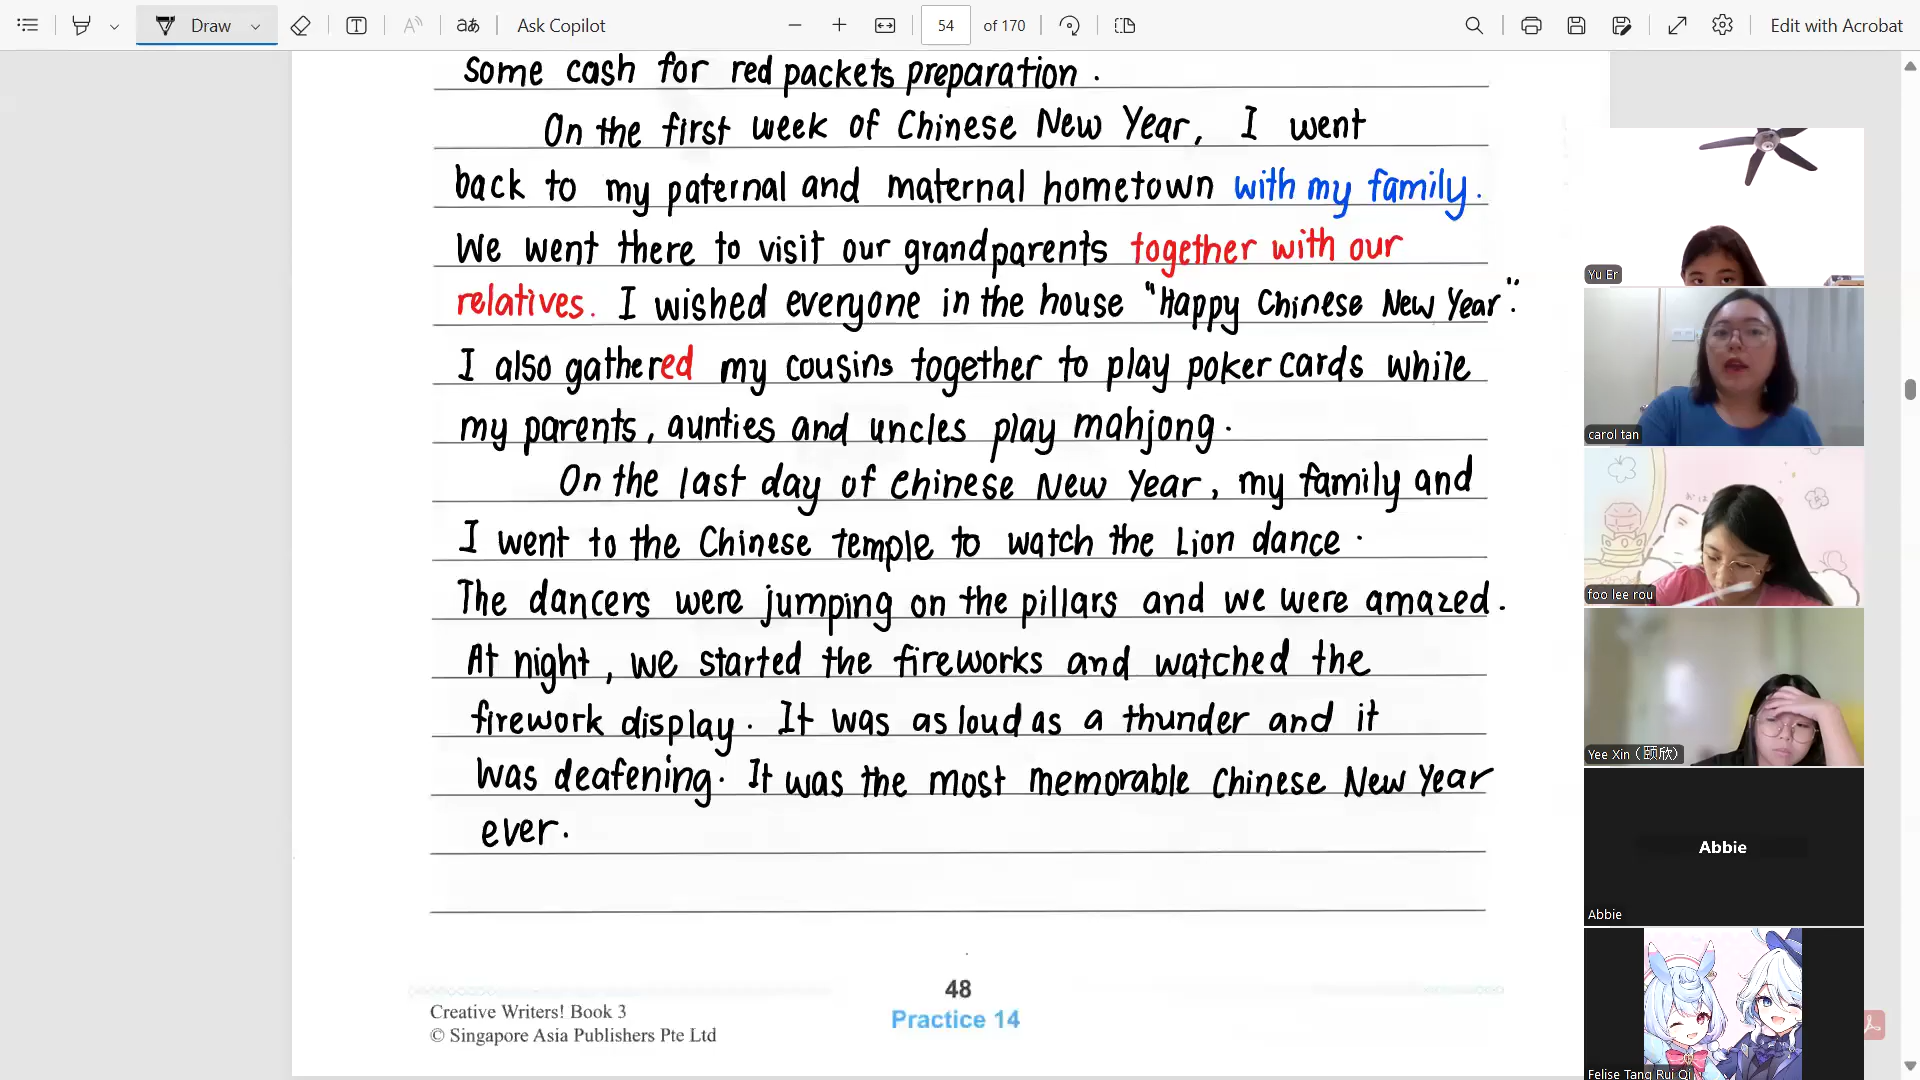 Draw
Ask Copilot
54 of 170
Edit with Acrobat
Some cash for red packets preparation.
On the first week of Chinese New Year, I went
back to my paternal and maternal hometown with my family.
We went there to visit our grandparents together with our
relatives. I wished everyone in the house "Happy Chinese New Year".
I also gathered my cousins together to play poker cards while
my parents, aunties and uncles play mahjong.
On the last day of Chinese New Year, my family and
I went to the Chinese temple to watch the Lion dance.
The dancers were jumping on the pillars and we were amazed.
At night, we started the fireworks and watched the
firework display. It was as loud as a thunder and it
was deafening. It was the most memorable Chinese New Year
ever.
48
Practice 14
Creative Writers! Book 3
© Singapore Asia Publishers Pte Ltd
Yu Er
carol tan
foo lee rou
Yee Xin (颐欣)
Abbie
Abbie
Felise Tang Rui Qi